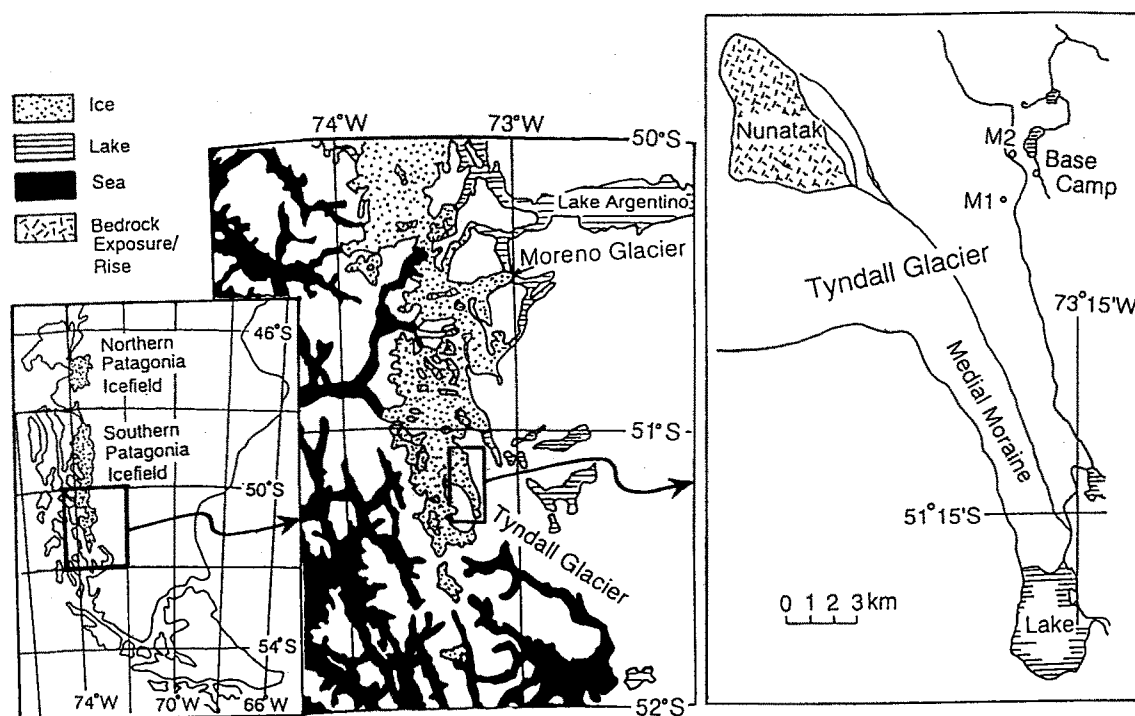 Ice
Lake
Sea
Bedrock
Exposure/
Rise
74°W
73°W
50°S
Lake Argentino
Moreno Glacier
51°S
Tyndall Glacier
52°S
46°S
Northern
Patagonia
Icefield
Southern
Patagonia
Icefield
50°S
54°S
74°W
70°W
66°W
Nunatak
M2
Base
Camp
M1
Tyndall Glacier
73°15'W
Medial Moraine
51°15'S
0 1 2 3 km
Lake